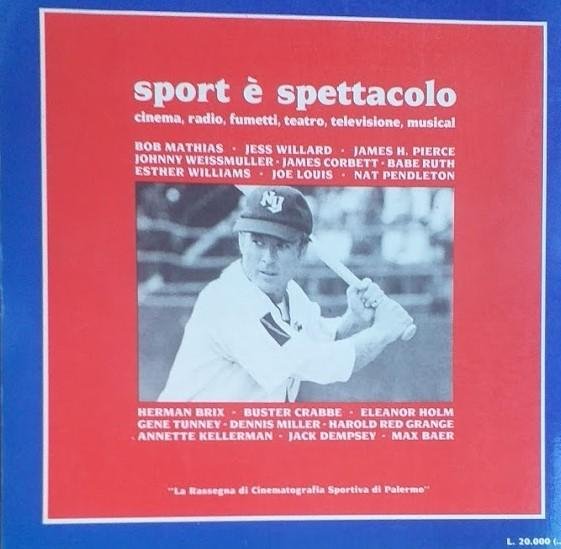 sport è spettacolo
cinema, radio, fumetti, teatro, televisione, musical
BOB MATHIAS · JESS WILLARD · JAMES H. PIERCE
JOHNNY WEISSMULLER · JAMES CORBETT · BABE RUTH
ESTHER WILLIAMS · JOE LOUIS · NAT PENDLETON
NY
HERMAN BRIX · BUSTER CRABBE · ELEANOR HOLM
GENE TUNNEY · DENNIS MILLER · HAROLD RED GRANGE
ANNETTE KELLERMAN · JACK DEMPSEY · MAX BAER
"La Rassegna di Cinematografia Sportiva di Palermo"
L. 20.000 (..